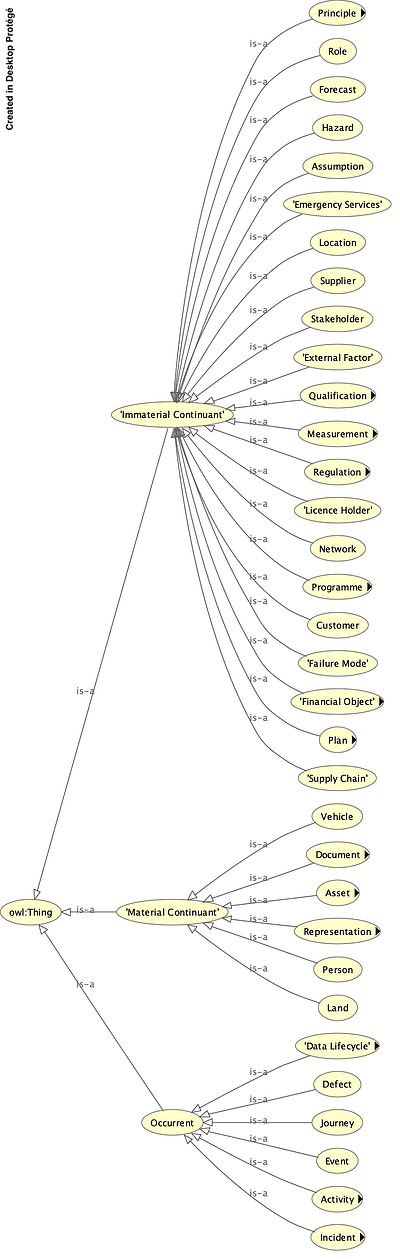 Created in Desktop Protégé
Principle
is-a
Role
is-a
Forecast
is-a
Hazard
is-a
Assumption
is-a
'Emergency Services'
is-a
Location
is-a
Supplier
is-a
Stakeholder
is-a
'External Factor'
is-a
Qualification
is-a
'Immaterial Continuant'
is-a
Measurement
is-a
Regulation
is-a
'Licence Holder'
is-a
Network
is-a
Programme
is-a
Customer
is-a
'Failure Mode'
is-a
is-a
'Financial Object'
is-a
Plan
'Supply Chain'
Vehicle
is-a
Document
is-a
Asset
is-a
owl:Thing
is-a
'Material Continuant'
is-a
Representation
is-a
Person
is-a
is-a
Land
'Data Lifecycle'
is-a
Defect
is-a
Occurrent
is-a
Journey
is-a
Event
is-a
Activity
is-a
Incident